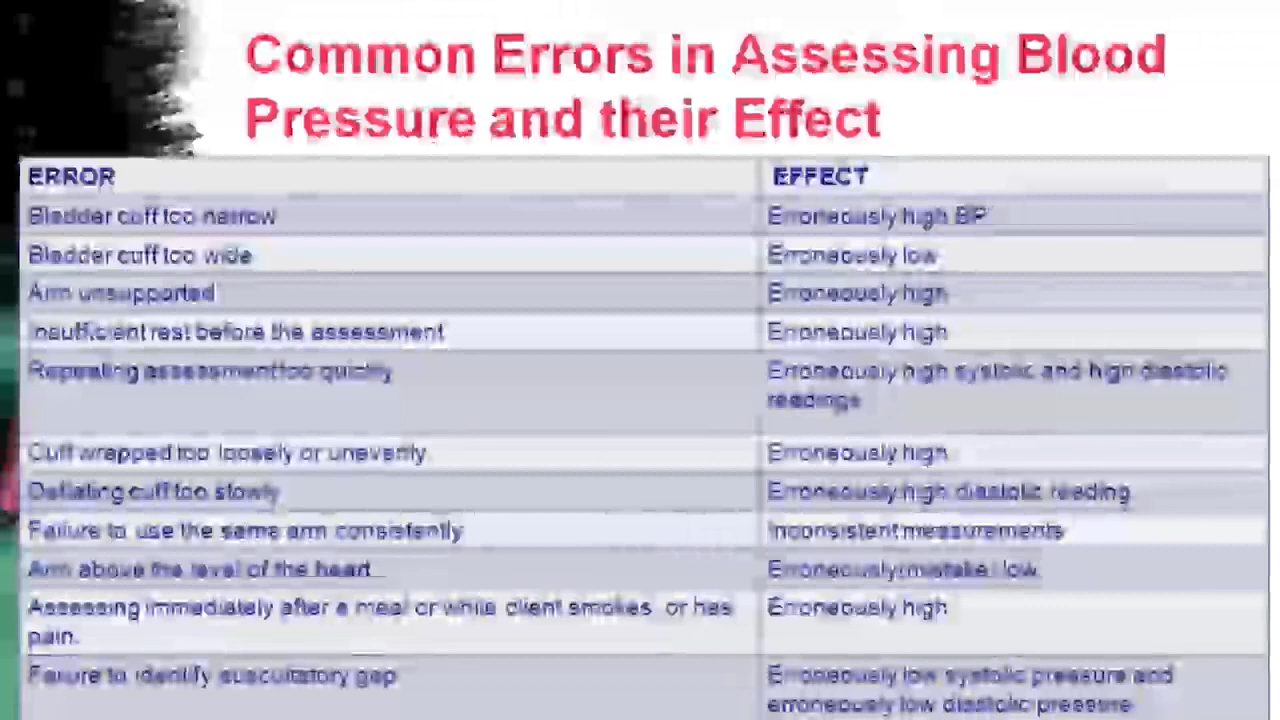 Common Errors in Assessing Blood
Pressure and their Effect
ERROR
EFFECT
Bladder cuff too narrow
Erroneously high BP
Bladder cuff too wide
Erroneously low
Arm unsupported
Erroneously high
Insufficient rest before the assessment
Erroneously high
Repeating assessment too quickly
Erroneously high systolic and high diastolic
readings
Cuff wrapped too loosely or unevenly
Erroneously high
Deflating cuff too slowly
Erroneously high diastolic reading
Failure to use the same arm consistently
Inconsistent measurements
Arm above the level of the heart
Erroneously(mistake) low
Assessing immediately after a meal or while client smokes or has
pain.
Erroneously high
Failure to identify auscultatory gap
Erroneously low systolic pressure and
erroneously low diastolic pressure